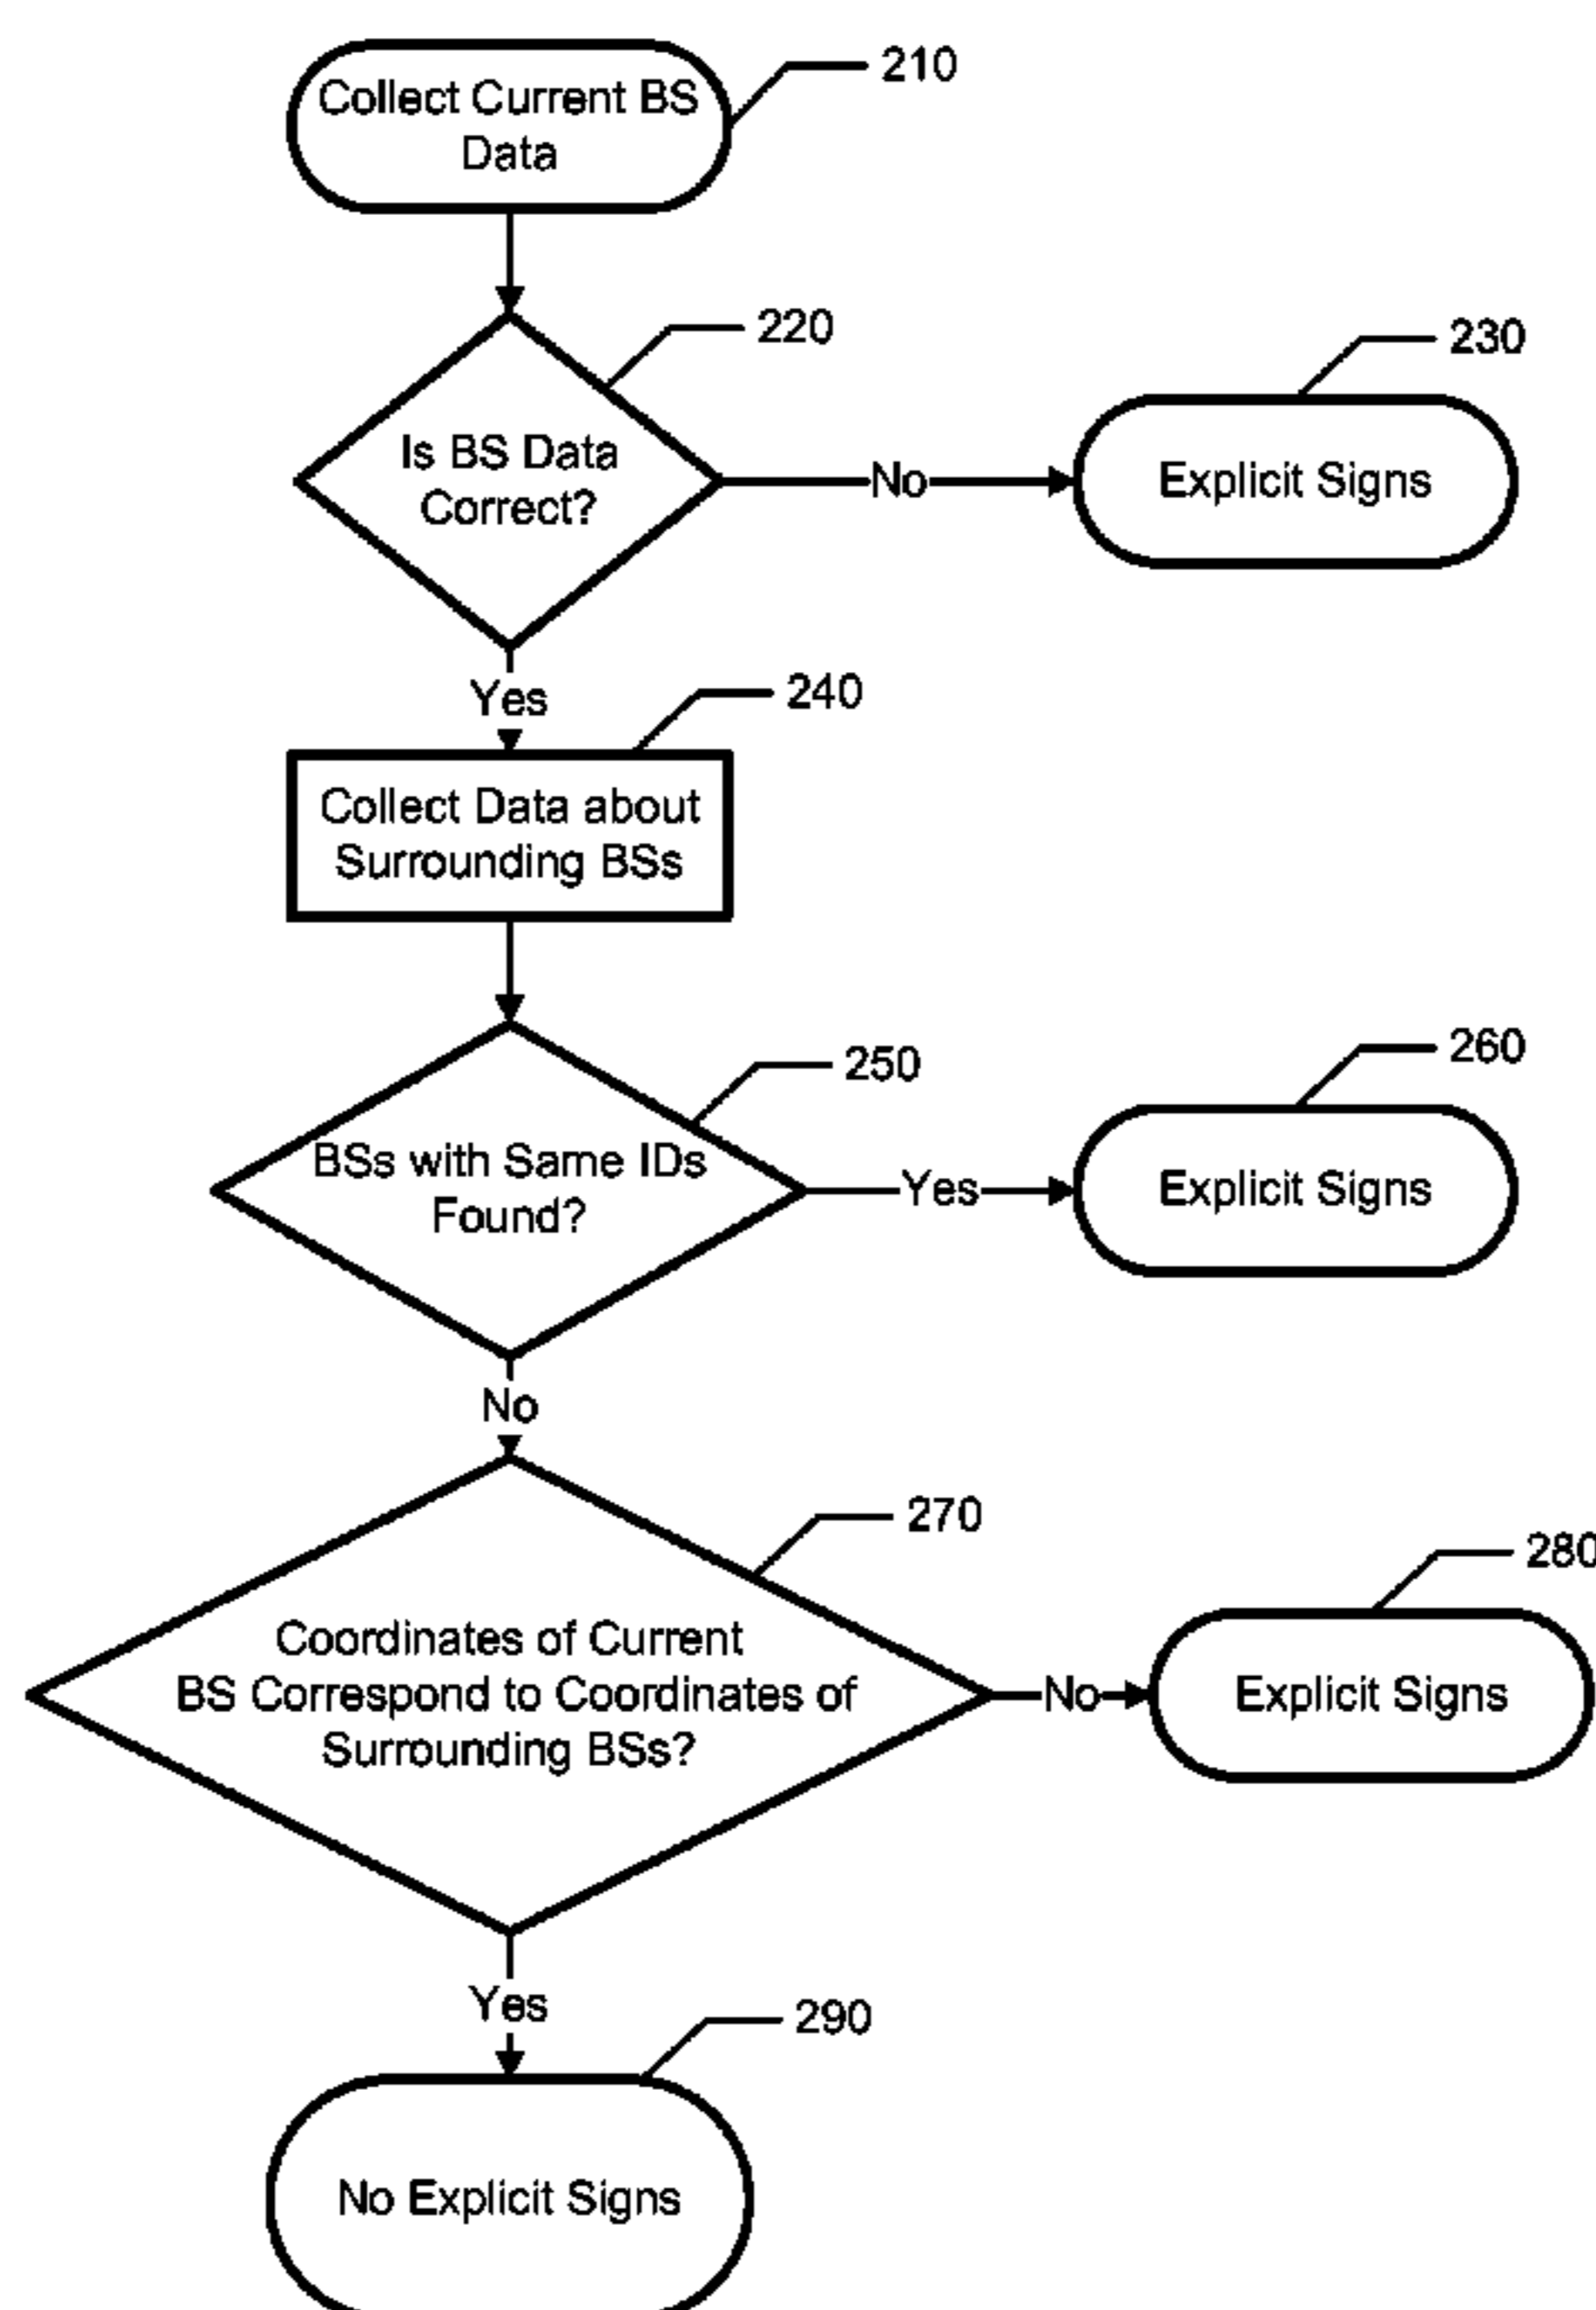 210
Collect Current BS
Data
220
Is BS Data
Correct?
No
230
Explicit Signs
Yes
240
Collect Data about
Surrounding BSs
250
BSs with Same IDs
Found?
Yes
260
Explicit Signs
No
270
Coordinates of Current
BS Correspond to Coordinates of
Surrounding BSs?
No
280
Explicit Signs
Yes
290
No Explicit Signs